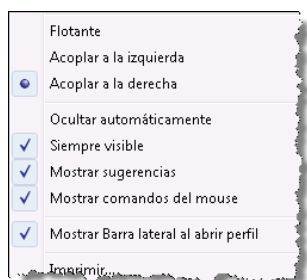 Flotante
Acoplar a la izquierda
Acoplar a la derecha
Ocultar automáticamente
Siempre visible
Mostrar sugerencias
Mostrar comandos del mouse
Mostrar Barra lateral al abrir perfil
Imprimir...